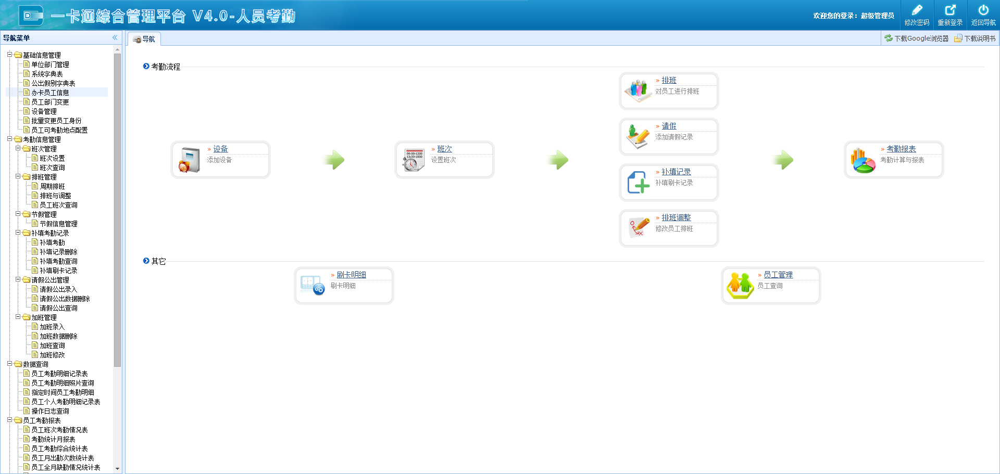 一卡通综合管理平台 V4.0-人员考勤
欢迎您的登录：超级管理员
修改密码
重新登录
返回导航
导航菜单
导航
下载Google浏览器
下载说明书
基础信息管理
单位部门管理
系统字典表
公出假别字典表
办卡员工信息
员工部门变更
设备管理
批量变更员工身份
员工可考勤地点配置
考勤信息管理
班次管理
班次设置
班次查询
排班管理
周期排班
排班与调整
员工班次查询
节假管理
节假信息管理
补填考勤记录
补填考勤
补填记录删除
补填考勤查询
补填刷卡记录
请假公出管理
请假公出录入
请假公出数据删除
请假公出查询
加班管理
加班录入
加班数据删除
加班查询
加班修改
数据查询
员工考勤明细记录表
员工考勤明细照片查询
指定时间员工考勤明细
员工个人考勤明细记录表
操作日志查询
员工考勤报表
员工班次考勤情况表
考勤统计月报表
员工考勤综合统计表
员工月出勤次数统计表
员工全月缺勤情况统计表
考勤流程
» 设备
添加设备
09:00-1200
13:30-1800
» 班次
设置班次
» 排班
对员工进行排班
» 请假
添加请假记录
» 补填记录
补填刷卡记录
» 排班调整
修改员工排班
» 考勤报表
考勤计算与报表
其它
» 刷卡明细
刷卡明细
» 员工管理
员工查询